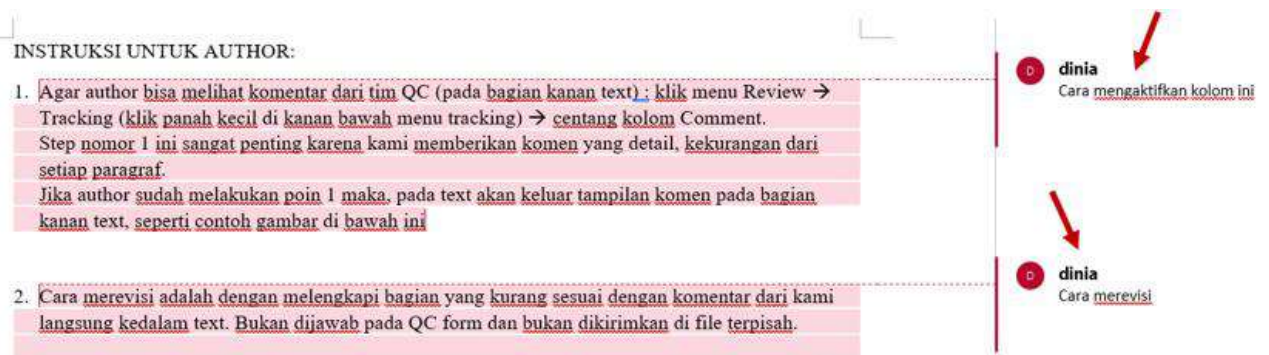 INSTRUKSI UNTUK AUTHOR:
1. Agar author bisa melihat komentar dari tim QC (pada bagian kanan text) ; klik menu Review →
Tracking (klik panah kecil di kanan bawah menu tracking) → centang kolom Comment.
Step nomor 1 ini sangat penting karena kami memberikan komen yang detail, kekurangan dari
setiap paragraf.
Jika author sudah melakukan poin 1 maka, pada text akan keluar tampilan komen pada bagian
kanan text, seperti contoh gambar di bawah ini
2. Cara merevisi adalah dengan melengkapi bagian yang kurang sesuai dengan komentar dari kami
langsung kedalam text. Bukan dijawab pada QC form dan bukan dikirimkan di file terpisah.
D dinia
Cara mengaktifkan kolom ini
D dinia
Cara merevisi